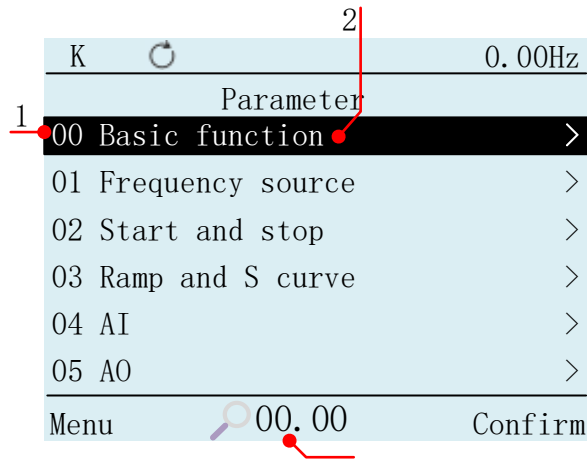 2
K 0.00Hz
Parameter
1
00 Basic function >
01 Frequency source >
02 Start and stop >
03 Ramp and S curve >
04 AI >
05 AO >
Menu 00.00 Confirm